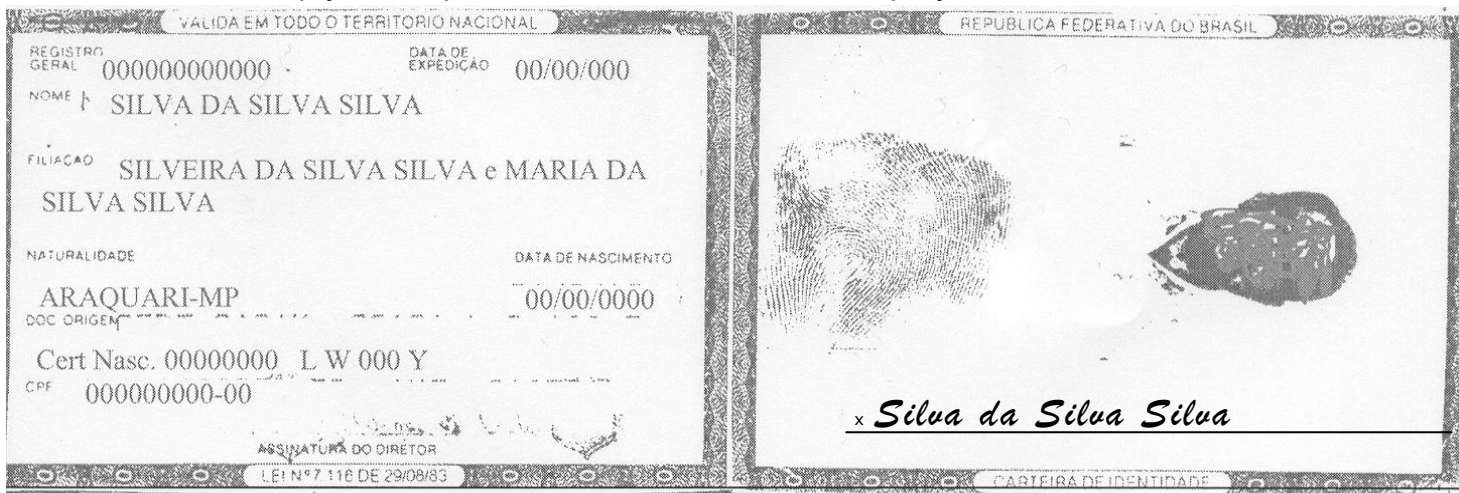 VALIDA EM TODO O TERRITORIO NACIONAL
REGISTRO GERAL 000000000000 DATA DE EXPEDIÇÃO 00/00/000
NOME SILVA DA SILVA SILVA
FILIAÇÃO SILVEIRA DA SILVA SILVA e MARIA DA
SILVA SILVA
NATURALIDADE DATA DE NASCIMENTO
ARAQUARI-MP 00/00/0000
DOC ORIGEM
Cert Nasc. 00000000 L W 000 Y
CPF 000000000-00
ASSINATURA DO DIRETOR
LEI Nº 7.116 DE 29/08/83
REPUBLICA FEDERATIVA DO BRASIL
x Silva da Silva Silva
CARTEIRA DE IDENTIDADE